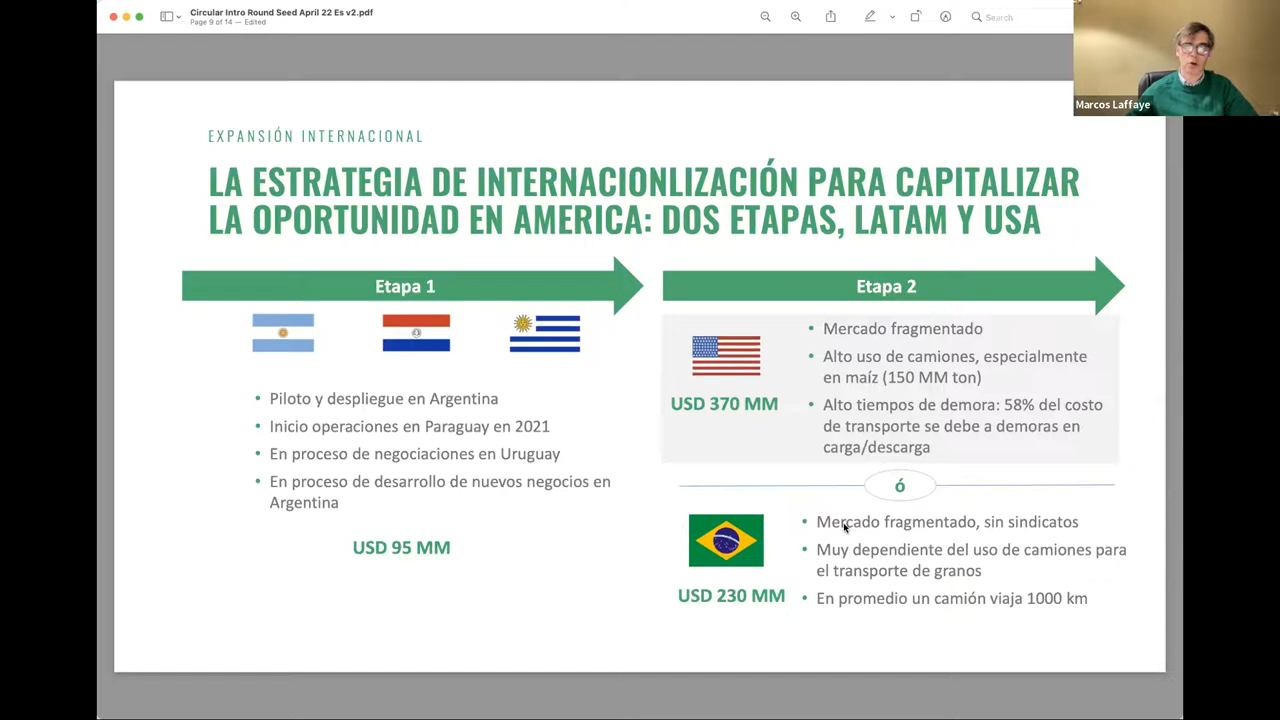 Circular Intro Round Seed April 22 Es v2.pdf
Page 9 of 14 — Edited
Search
Marcos Laffaye
EXPANSIÓN INTERNACIONAL
LA ESTRATEGIA DE INTERNACIONLIZACIÓN PARA CAPITALIZAR
LA OPORTUNIDAD EN AMERICA: DOS ETAPAS, LATAM Y USA
Etapa 1
• Piloto y despliegue en Argentina
• Inicio operaciones en Paraguay en 2021
• En proceso de negociaciones en Uruguay
• En proceso de desarrollo de nuevos negocios en
Argentina
USD 95 MM
Etapa 2
USD 370 MM
• Mercado fragmentado
• Alto uso de camiones, especialmente
en maíz (150 MM ton)
• Alto tiempos de demora: 58% del costo
de transporte se debe a demoras en
carga/descarga
ó
USD 230 MM
• Mercado fragmentado, sin sindicatos
• Muy dependiente del uso de camiones para
el transporte de granos
• En promedio un camión viaja 1000 km